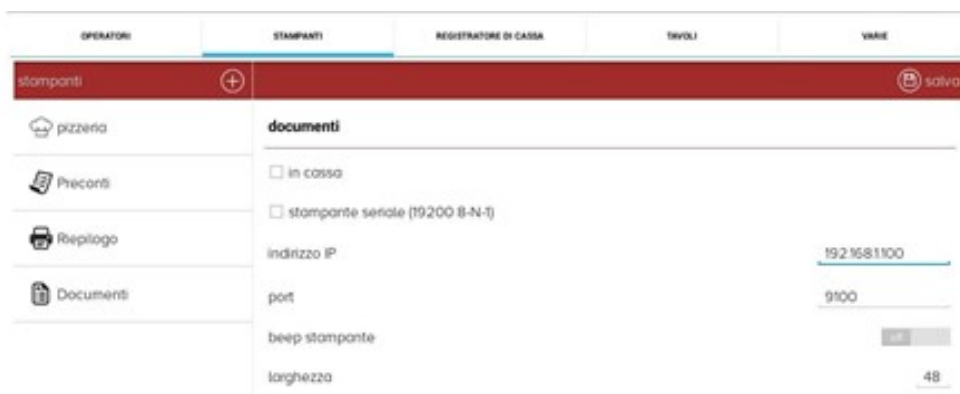 OPERATORI STAMPANTI REGISTRATORE DI CASSA TAVOLI VARIE
stampanti salva
pizzeria
documenti
in cassa
Preconti
stampante seriale (19200 8-N-1)
Riepilogo
indirizzo IP 192.168.1.100
Documenti
port 9100
beep stampante off
larghezza 48